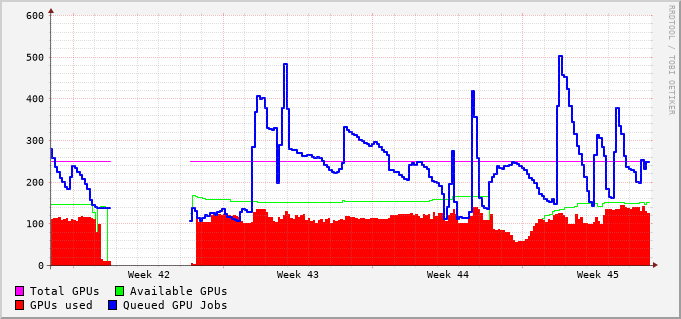 600
500
400
300
200
100
0
Week 42 Week 43 Week 44 Week 45
Total GPUs Available GPUs
GPUs used Queued GPU Jobs
RRDTOOL / TOBI OETIKER